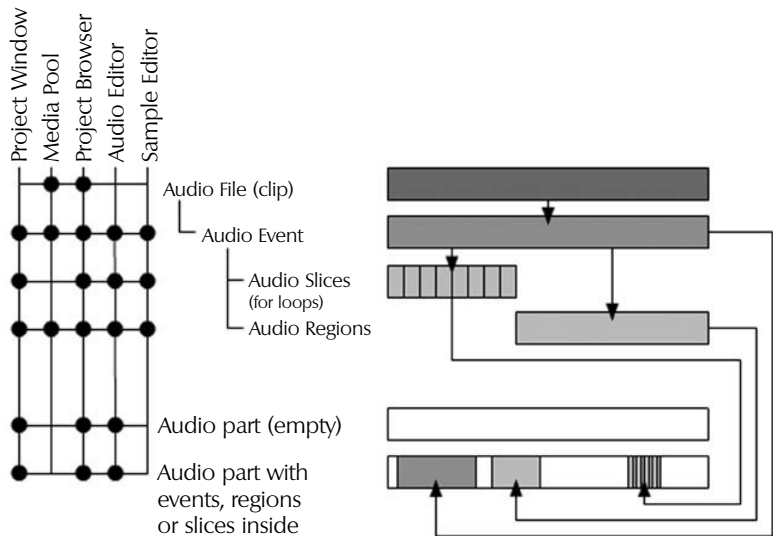 Project Window
Media Pool
Project Browser
Audio Editor
Sample Editor
Audio File (clip)
Audio Event
Audio Slices
(for loops)
Audio Regions
Audio part (empty)
Audio part with
events, regions
or slices inside